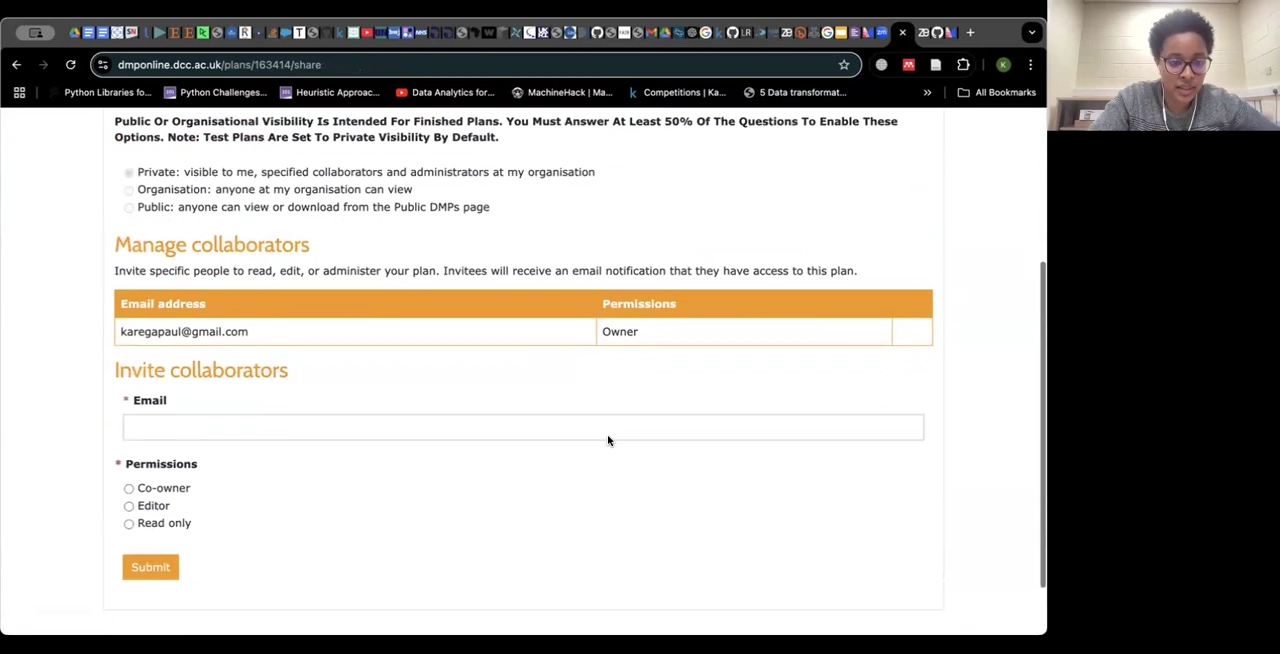 dmponline.dcc.ac.uk/plans/163414/share
K
Python Libraries fo...
Python Challenges...
Heuristic Approac...
Data Analytics for...
MachineHack | Ma...
Competitions | Ka...
5 Data transformat...
»
All Bookmarks
Public Or Organisational Visibility Is Intended For Finished Plans. You Must Answer At Least 50% Of The Questions To Enable These
Options. Note: Test Plans Are Set To Private Visibility By Default.
Private: visible to me, specified collaborators and administrators at my organisation
Organisation: anyone at my organisation can view
Public: anyone can view or download from the Public DMPs page
Manage collaborators
Invite specific people to read, edit, or administer your plan. Invitees will receive an email notification that they have access to this plan.
Email address Permissions
karegapaul@gmail.com Owner
Invite collaborators
* Email
* Permissions
Co-owner
Editor
Read only
Submit